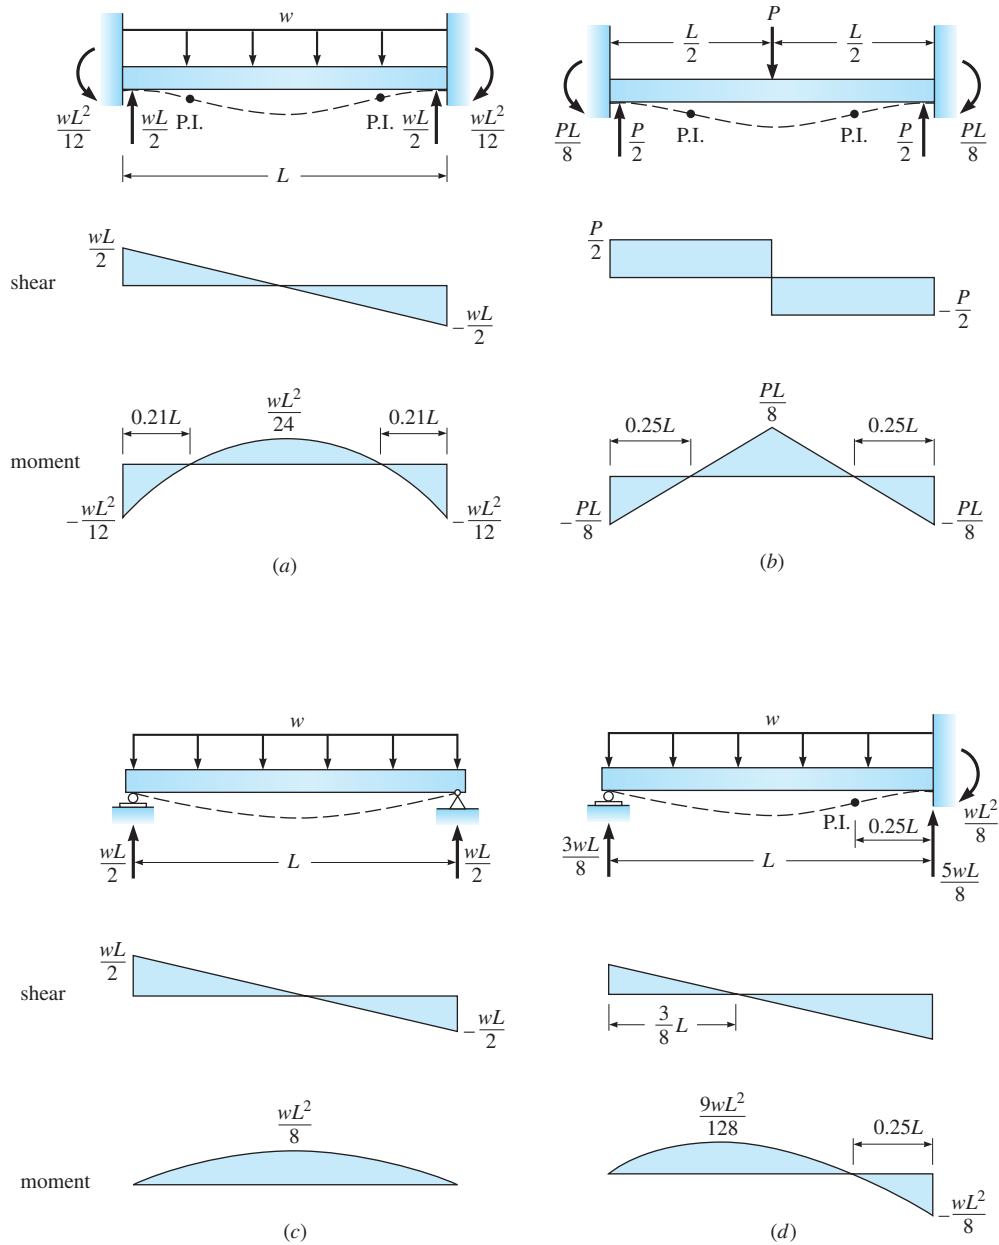 w
wL²/12
wL/2
P.I.
P.I.
wL/2
wL²/12
L
shear
wL/2
-wL/2
moment
0.21L
wL²/24
0.21L
-wL²/12
-wL²/12
(a)
P
L/2
L/2
PL/8
P/2
P.I.
P.I.
P/2
PL/8
P/2
-P/2
0.25L
PL/8
0.25L
-PL/8
-PL/8
(b)
w
wL/2
L
wL/2
shear
wL/2
-wL/2
moment
wL²/8
(c)
w
P.I.
0.25L
wL²/8
3wL/8
L
5wL/8
3/8 L
9wL²/128
0.25L
-wL²/8
(d)